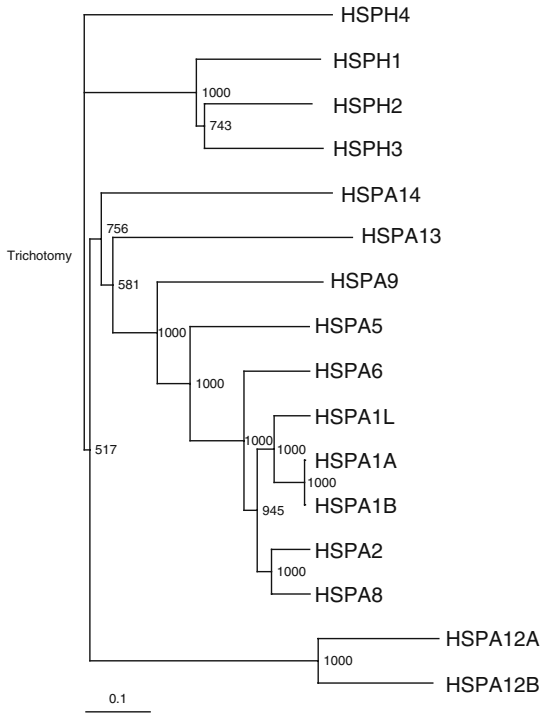 HSPH4
HSPH1
1000
HSPH2
743
HSPH3
HSPA14
756
HSPA13
Trichotomy
HSPA9
581
HSPA5
1000
HSPA6
1000
HSPA1L
1000
1000
517
HSPA1A
1000
HSPA1B
945
HSPA2
1000
HSPA8
HSPA12A
1000
HSPA12B
0.1